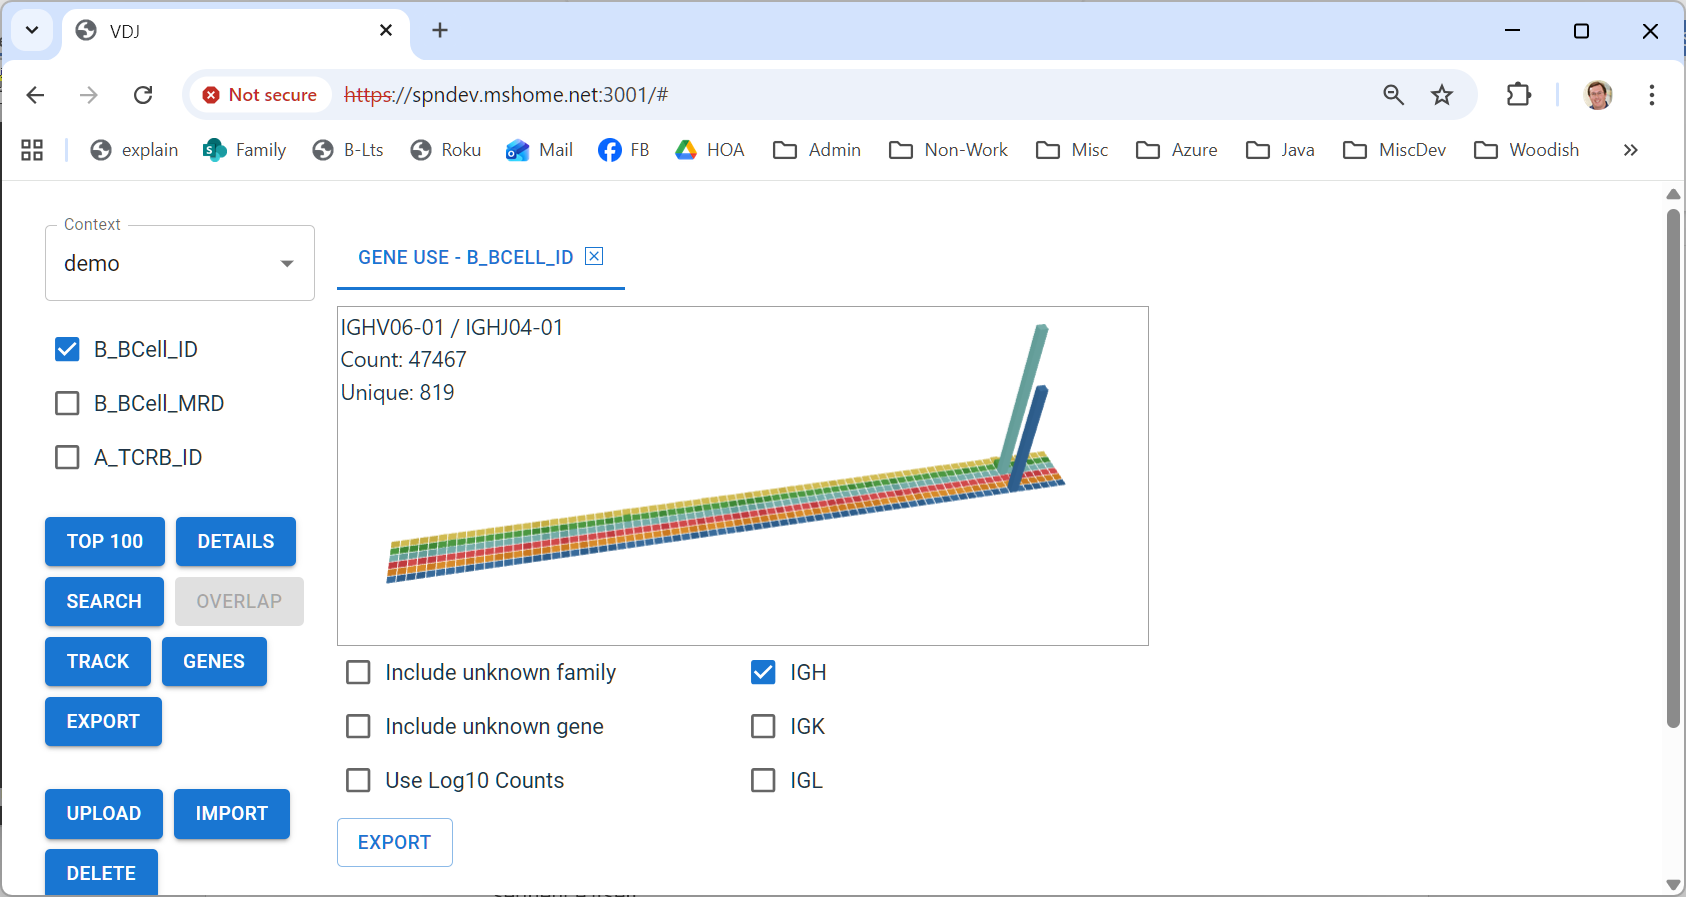 VDJ
Not secure https://spndev.mshome.net:3001/#
explain Family B-Lts Roku Mail FB HOA Admin Non-Work Misc Azure Java MiscDev Woodish
Context
demo
B_BCell_ID
B_BCell_MRD
A_TCRB_ID
TOP 100 DETAILS
SEARCH OVERLAP
TRACK GENES
EXPORT
UPLOAD IMPORT
DELETE
GENE USE - B_BCELL_ID
IGHV06-01 / IGHJ04-01
Count: 47467
Unique: 819
Include unknown family IGH
Include unknown gene IGK
Use Log10 Counts IGL
EXPORT